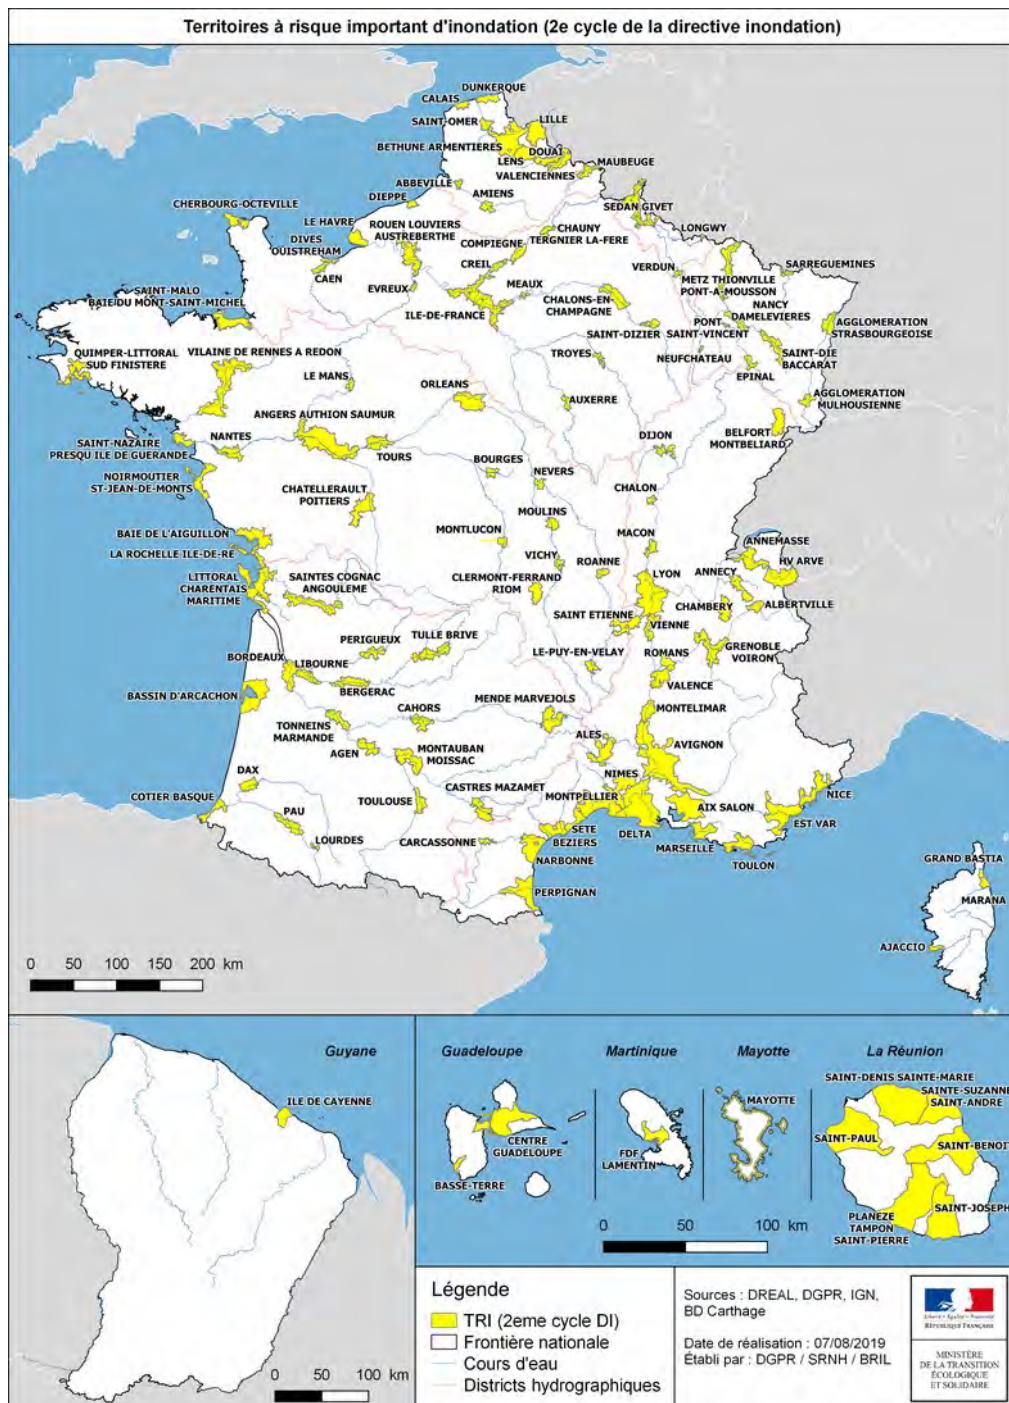 Territoires à risque important d'inondation (2e cycle de la directive inondation)
DUNKERQUE
CALAIS
SAINT-OMER
LILLE
BETHUNE ARMENTIERES
DOUAI
LENS
VALENCIENNES
MAUBEUGE
ABBEVILLE
AMIENS
DIEPPE
SEDAN GIVET
CHERBOURG-OCTEVILLE
LE HAVRE
ROUEN LOUVIERS
AUSTREBERTHE
CHAUNY
TERGNIER LA-FERE
COMPIEGNE
LONGWY
DIVES
OUISTREHAM
CAEN
CREIL
VERDUN
SARREGUEMINES
METZ THIONVILLE
PONT-A-MOUSSON
EVREUX
MEAUX
CHALONS-EN-
CHAMPAGNE
NANCY
DAMELEVIERES
SAINT-MALO
BAIE DU MONT-SAINT-MICHEL
ILE-DE-FRANCE
SAINT-DIZIER
PONT
SAINT-VINCENT
AGGLOMERATION
STRASBOURGEOISE
QUIMPER-LITTORAL
SUD FINISTERE
VILAINE DE RENNES A REDON
TROYES
NEUFCHATEAU
SAINT-DIE
BACCARAT
EPINAL
LE MANS
ORLEANS
AUXERRE
AGGLOMERATION
MULHOUSIENNE
ANGERS AUTHION SAUMUR
BELFORT
MONTBELIARD
SAINT-NAZAIRE
PRESQU ILE DE GUERANDE
NANTES
TOURS
DIJON
BOURGES
NEVERS
NOIRMOUTIER
ST-JEAN-DE-MONTS
CHATELLERAULT
POITIERS
CHALON
MOULINS
BAIE DE L'AIGUILLON
MONTLUCON
MACON
ANNEMASSE
LA ROCHELLE ILE-DE-RE
VICHY
ROANNE
HV ARVE
LITTORAL
CHARENTAIS
MARITIME
SAINTES COGNAC
ANGOULEME
CLERMONT-FERRAND
RIOM
LYON
ANNECY
SAINT ETIENNE
CHAMBERY
ALBERTVILLE
VIENNE
PERIGUEUX
TULLE BRIVE
LE-PUY-EN-VELAY
ROMANS
GRENOBLE
VOIRON
BORDEAUX
LIBOURNE
BERGERAC
VALENCE
BASSIN D'ARCACHON
MENDE MARVEJOLS
MONTELIMAR
TONNEINS
MARMANDE
CAHORS
ALES
AVIGNON
AGEN
MONTAUBAN
MOISSAC
DAX
NIMES
COTIER BASQUE
TOULOUSE
CASTRES MAZAMET
MONTPELLIER
AIX SALON
NICE
PAU
SETE
DELTA
EST VAR
LOURDES
CARCASSONNE
BEZIERS
MARSEILLE
NARBONNE
TOULON
PERPIGNAN
GRAND BASTIA
MARANA
AJACCIO
0 50 100 150 200 km
Guyane
ILE DE CAYENNE
0 50 100 km
Guadeloupe
CENTRE
GUADELOUPE
BASSE-TERRE
Martinique
FDF
LAMENTIN
Mayotte
MAYOTTE
La Réunion
SAINT-DENIS SAINTE-MARIE
SAINTE-SUZANNE
SAINT-ANDRE
SAINT-PAUL
SAINT-BENOIT
SAINT-JOSEPH
PLANEZE
TAMPON
SAINT-PIERRE
0 50 100 km
Légende
TRI (2eme cycle DI)
Frontière nationale
Cours d'eau
Districts hydrographiques
Sources : DREAL, DGPR, IGN,
BD Carthage
Date de réalisation : 07/08/2019
Établi par : DGPR / SRNH / BRIL
Liberté • Égalité • Fraternité
RÉPUBLIQUE FRANÇAISE
MINISTÈRE
DE LA TRANSITION
ÉCOLOGIQUE
ET SOLIDAIRE